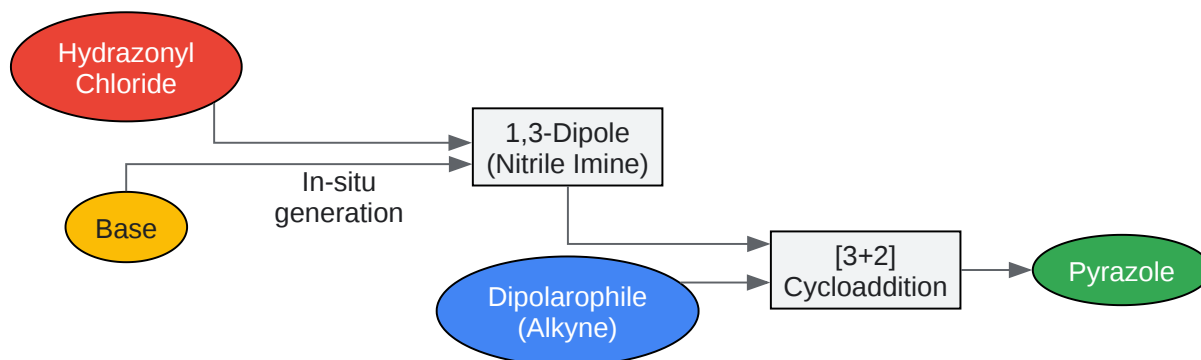 Hydrazonyl
Chloride
1,3-Dipole
(Nitrile Imine)
In-situ
generation
Base
[3+2]
Cycloaddition
Pyrazole
Dipolarophile
(Alkyne)